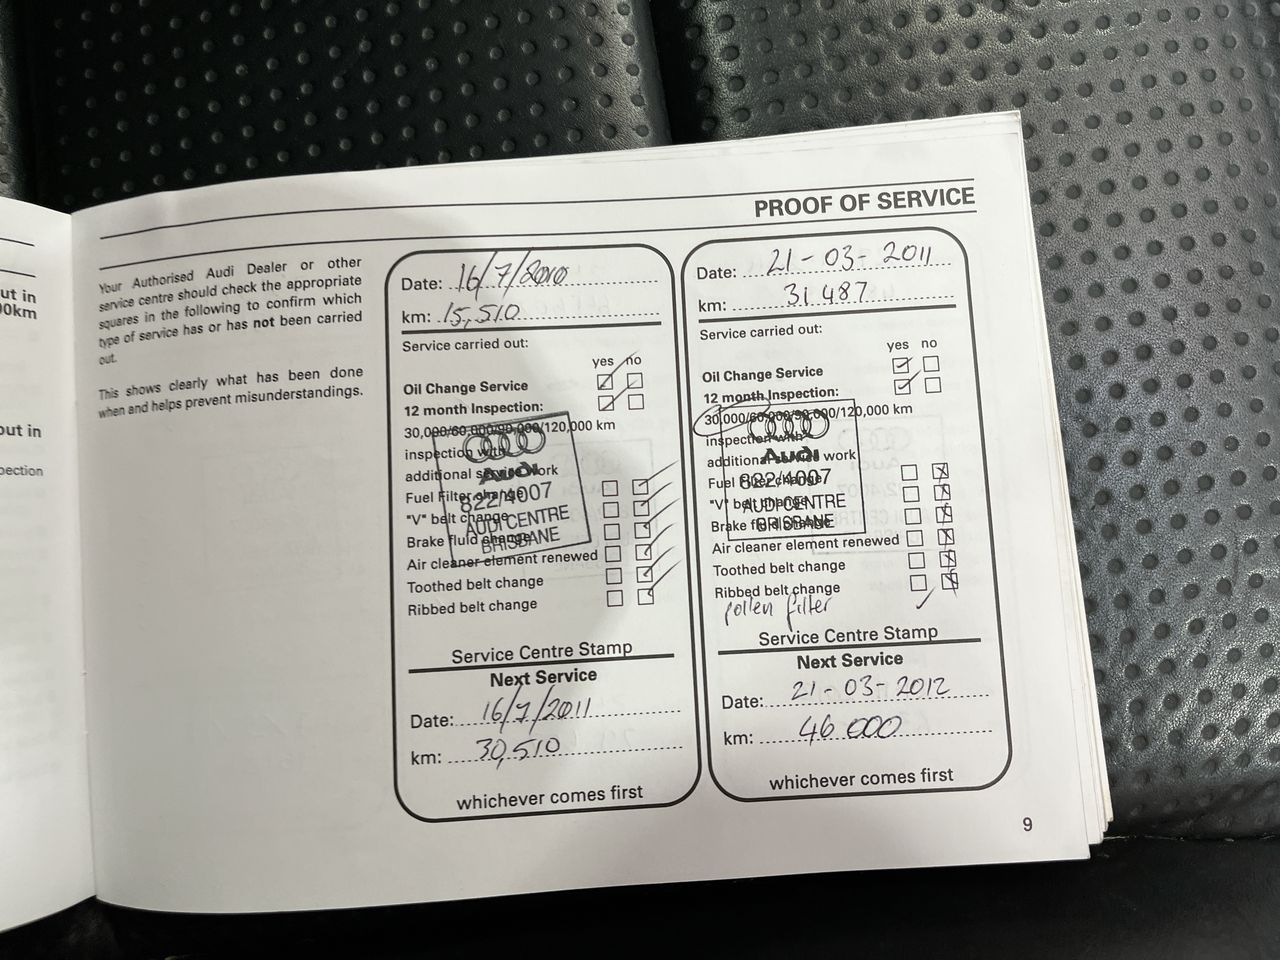 ut in
00km
out in
pection
PROOF OF SERVICE
Your Authorised Audi Dealer or other
service centre should check the appropriate
squares in the following to confirm which
type of service has or has not been carried
out.
This shows clearly what has been done
when and helps prevent misunderstandings.
Date: 16/7/2010
km: 15,510
Service carried out:
yes no
Oil Change Service
12 month Inspection:
30,000/60,000/90,000/120,000 km
inspection with
additional service work
Fuel Filter change
"V" belt change
Brake fluid change
Air cleaner element renewed
Toothed belt change
Ribbed belt change
Audi
822/4007
AUDI CENTRE
BRISBANE
Service Centre Stamp
Next Service
Date: 16/7/2011
km: 30,510
whichever comes first
Date: 21-03-2011
km: 31 487
Service carried out:
yes no
Oil Change Service
12 month Inspection:
30,000/60,000/90,000/120,000 km
inspection with
additional service work
Fuel Filter change
"V" belt change
Brake fluid change
Air cleaner element renewed
Toothed belt change
Ribbed belt change
pollen filter
Audi
822/4007
AUDI CENTRE
BRISBANE
Service Centre Stamp
Next Service
Date: 21-03-2012
km: 46 000
whichever comes first
9